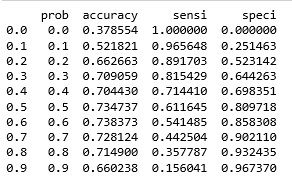 prob accuracy sensi speci
0.0 0.0 0.378554 1.000000 0.000000
0.1 0.1 0.521821 0.965648 0.251463
0.2 0.2 0.662663 0.891703 0.523142
0.3 0.3 0.709059 0.815429 0.644263
0.4 0.4 0.704430 0.714410 0.698351
0.5 0.5 0.734737 0.611645 0.809718
0.6 0.6 0.738373 0.541485 0.858308
0.7 0.7 0.728124 0.442504 0.902110
0.8 0.8 0.714900 0.357787 0.932435
0.9 0.9 0.660238 0.156041 0.967370